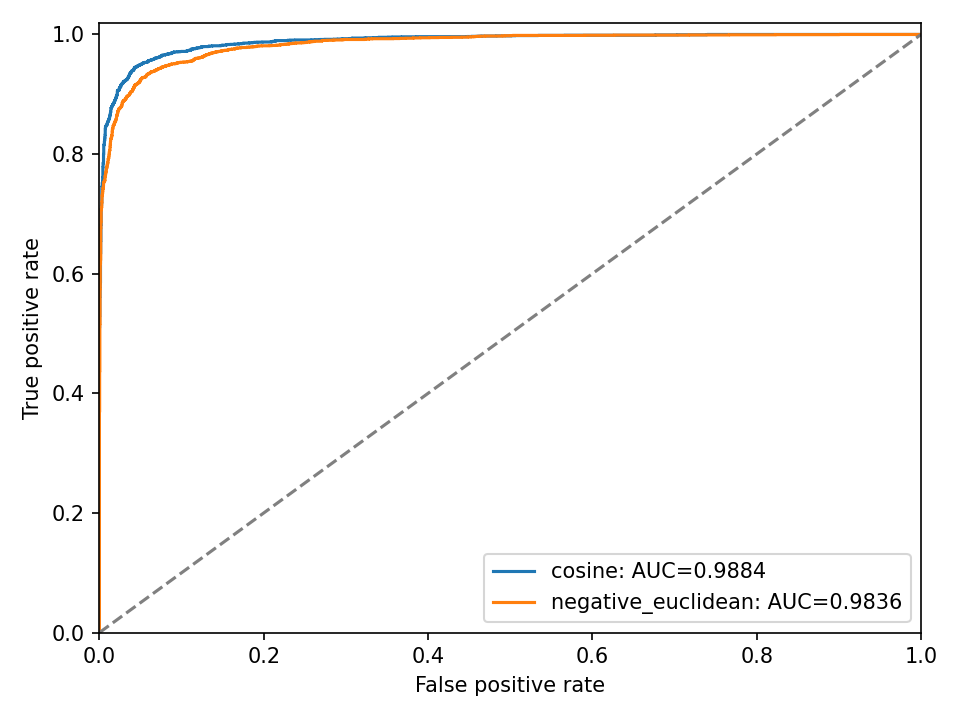 1.0
0.8
0.6
0.4
0.2
0.0
True positive rate
cosine: AUC=0.9884
negative_euclidean: AUC=0.9836
0.0 0.2 0.4 0.6 0.8 1.0
False positive rate